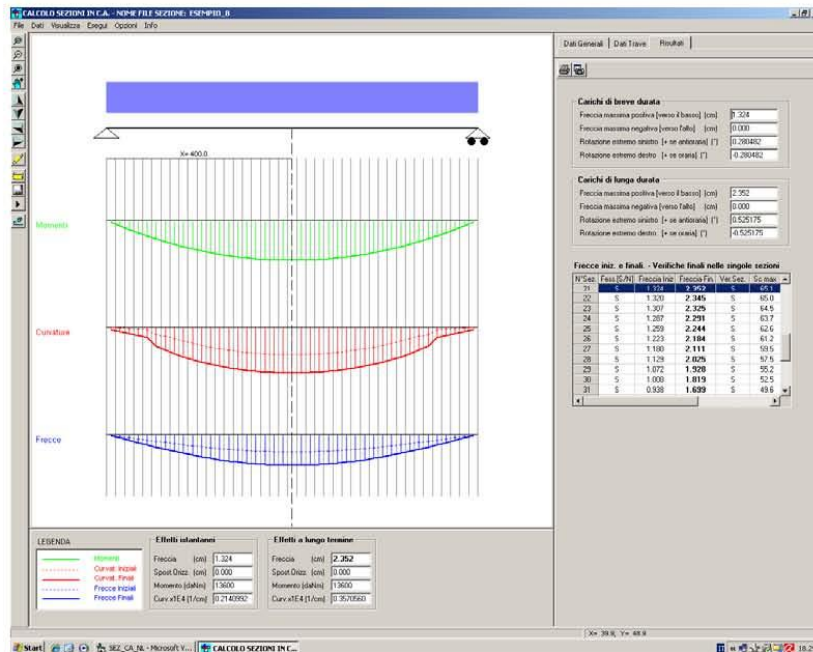 CALCOLO SEZIONI IN C.A. - NOME FILE SEZIONE: ESEMPIO_8
File Dati Visualizza Esegui Opzioni Info
X= 400.0
Momento
Curvature
Frecce
LEGENDA
Momenti
Curvat. Iniziali
Curvat. Finali
Frecce Iniziali
Frecce Finali
Effetti istantanei
Freccia (cm) 1.324
Spost.Orizz. (cm) 0.000
Momento (daNm) 13600
Curv.x1E4 (1/cm) 0.2140992
Effetti a lungo termine
Freccia (cm) 2.352
Spost.Orizz. (cm) 0.000
Momento (daNm) 13600
Curv.x1E4 (1/cm) 0.3570560
Dati Generali Dati Trave Risultati
Carichi di breve durata
Freccia massima positiva [verso il basso] (cm) 1.324
Freccia massima negativa [verso l'alto] (cm) 0.000
Rotazione estremo sinistro [+ se antioraria] (°) 0.280482
Rotazione estremo destro [+ se oraria] (°) -0.280482
Carichi di lunga durata
Freccia massima positiva [verso il basso] (cm) 2.352
Freccia massima negativa [verso l'alto] (cm) 0.000
Rotazione estremo sinistro [+ se antioraria] (°) 0.525175
Rotazione estremo destro [+ se oraria] (°) -0.525175
Frecce iniz. e finali. - Verifiche finali nelle singole sezioni
N°Sez. Fess.(S/N) Freccia Iniz Freccia Fin. Ver.Sez. Sc max
21 S 1.324 2.352 S 65.1
22 S 1.320 2.345 S 65.0
23 S 1.307 2.325 S 64.5
24 S 1.287 2.291 S 63.7
25 S 1.259 2.244 S 62.6
26 S 1.223 2.184 S 61.2
27 S 1.180 2.111 S 59.5
28 S 1.129 2.025 S 57.5
29 S 1.072 1.928 S 55.2
30 S 1.008 1.819 S 52.5
31 S 0.938 1.699 S 49.6
X= 39.8; Y= 48.8
Start SEZ_CA_NL - Microsoft V... CALCOLO SEZIONI IN C...